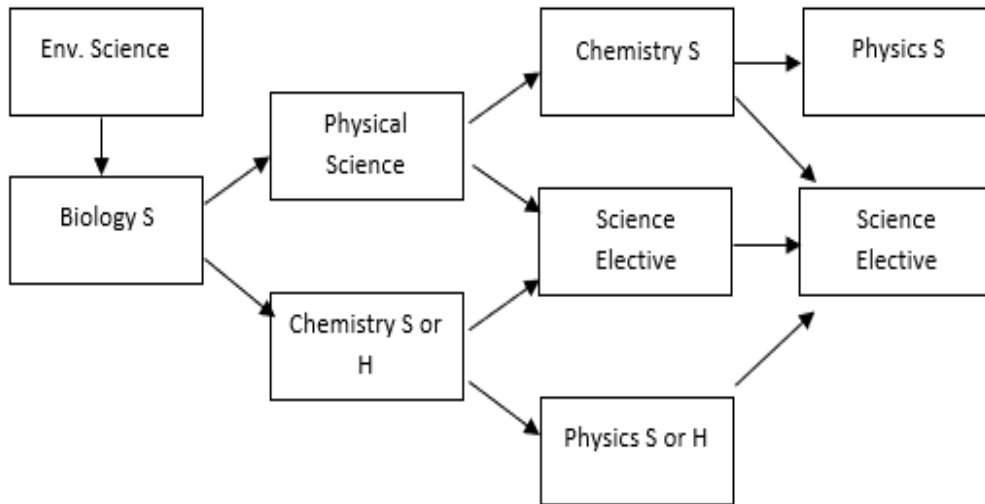 Env. Science
Biology S
Physical
Science
Chemistry S or
H
Chemistry S
Science
Elective
Physics S or H
Physics S
Science
Elective